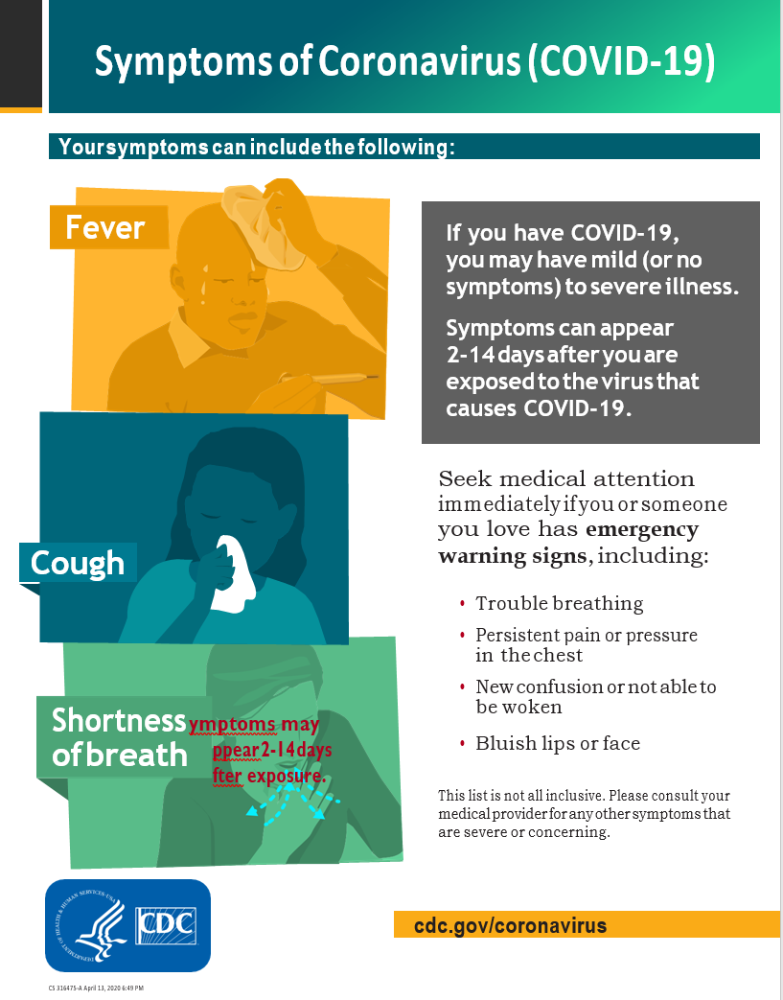 Symptoms of Coronavirus (COVID-19)
Your symptoms can include the following:
Fever
Cough
Shortness
of breath
ymptoms may
ppear 2-14 days
fter exposure.
If you have COVID-19,
you may have mild (or no
symptoms) to severe illness.
Symptoms can appear
2-14 days after you are
exposed to the virus that
causes COVID-19.
Seek medical attention
immediately if you or someone
you love has emergency
warning signs, including:
• Trouble breathing
• Persistent pain or pressure
in the chest
• New confusion or not able to
be woken
• Bluish lips or face
This list is not all inclusive. Please consult your
medical provider for any other symptoms that
are severe or concerning.
DEPARTMENT OF HEALTH & HUMAN SERVICES · USA
CDC
cdc.gov/coronavirus
CS 316475-A April 13, 2020 6:49 PM